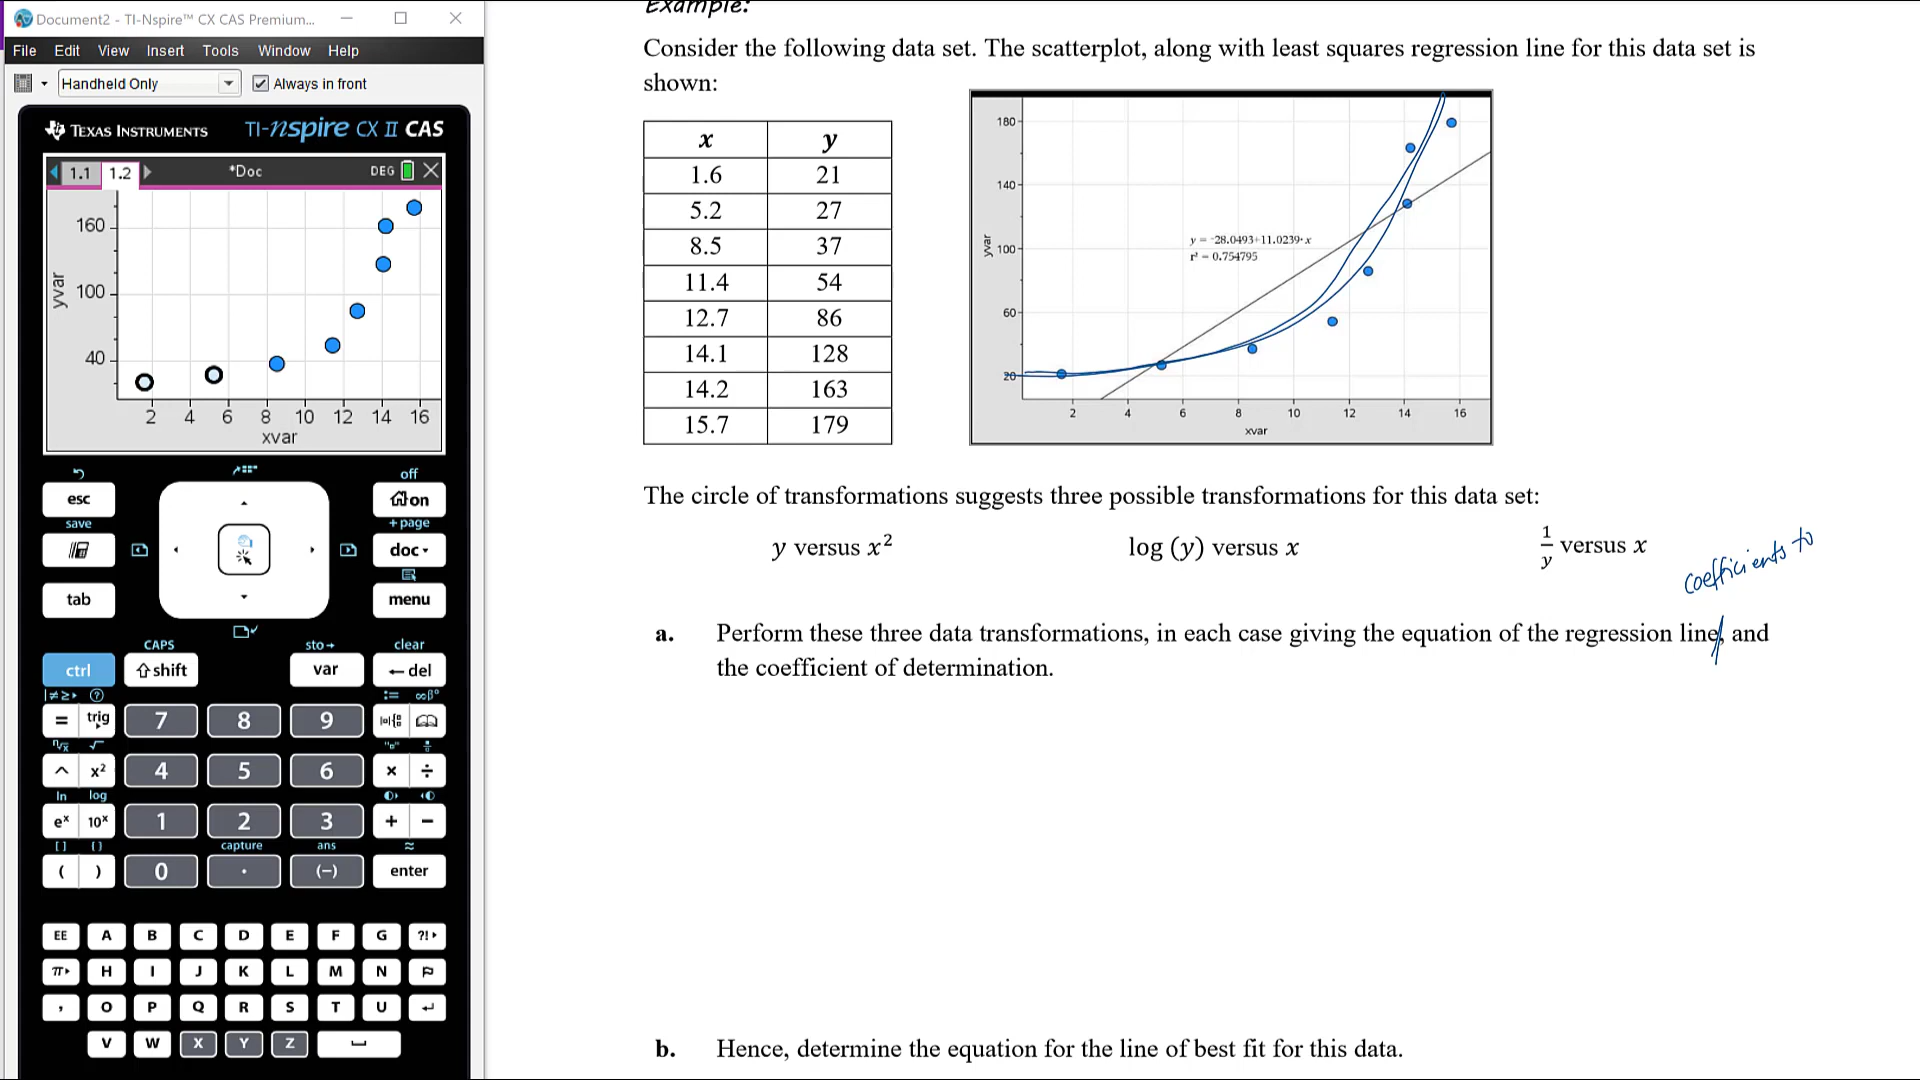 Document2 - TI-Nspire™ CX CAS Premium...
File Edit View Insert Tools Window Help
Handheld Only
Always in front
TEXAS INSTRUMENTS TI-nspire CX II CAS
1.1 1.2 *Doc DEG
160
100
40
yvar
2 4 6 8 10 12 14 16
xvar
off
esc on
save + page
doc
tab menu
CAPS sto→ clear
ctrl ⇧shift var ←del
|≠≥▸ := ∞β°
= trig 7 8 9
ⁿ√x √
^ x² 4 5 6 × ÷
ln log
eˣ 10ˣ 1 2 3 + −
[ ] { } capture ans ≈
( ) 0 . (−) enter
EE A B C D E F G ?!▸
π▸ H I J K L M N
, O P Q R S T U
V W X Y Z
Example:
Consider the following data set. The scatterplot, along with least squares regression line for this data set is
shown:
x y
1.6 21
5.2 27
8.5 37
11.4 54
12.7 86
14.1 128
14.2 163
15.7 179
180
140
100
60
20
yvar
y = -28.0493+11.0239·x
r² = 0.754795
2 4 6 8 10 12 14 16
xvar
The circle of transformations suggests three possible transformations for this data set:
y versus x² log (y) versus x 1/y versus x
coefficients to
a. Perform these three data transformations, in each case giving the equation of the regression line, and
the coefficient of determination.
b. Hence, determine the equation for the line of best fit for this data.